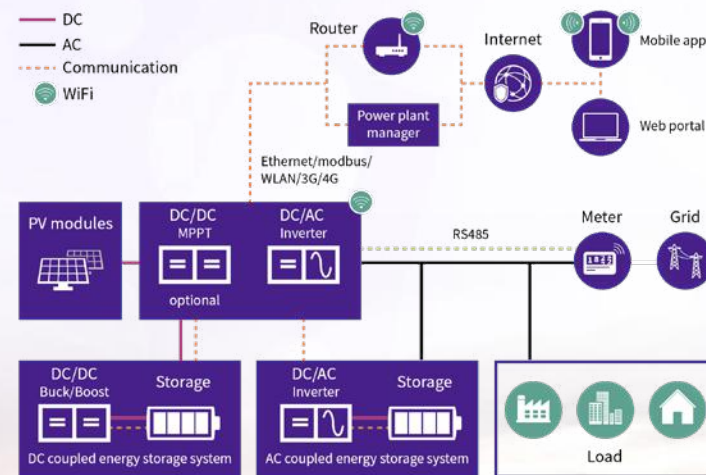 DC
AC
Communication
WiFi
Router
Internet
Mobile app
Power plant
manager
Web portal
Ethernet/modbus/
WLAN/3G/4G
PV modules
DC/DC
MPPT
optional
DC/AC
Inverter
RS485
Meter
Grid
DC/DC
Buck/Boost
Storage
DC coupled energy storage system
DC/AC
Inverter
Storage
AC coupled energy storage system
Load